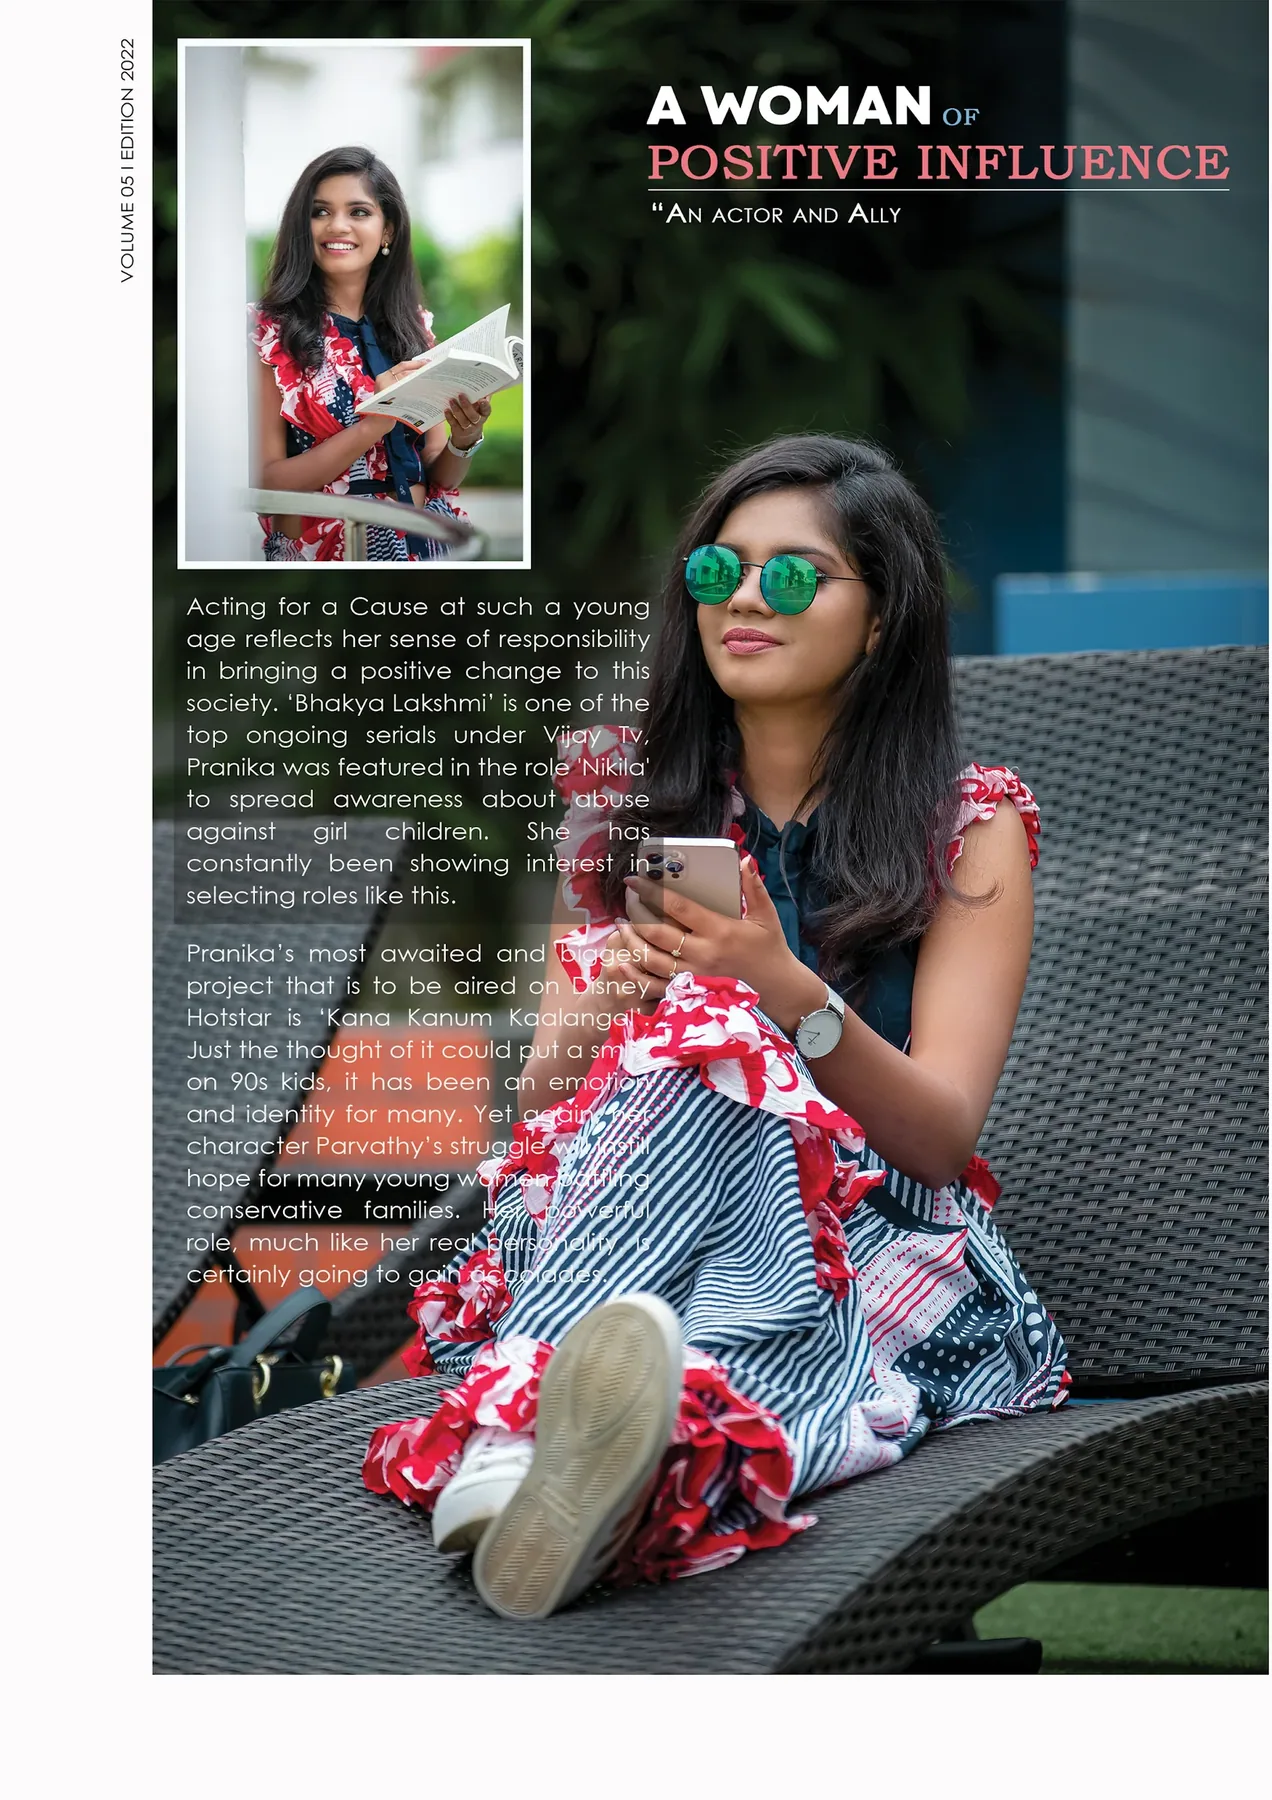 VOLUME 05 I EDITION 2022
A WOMAN OF
POSITIVE INFLUENCE
“AN ACTOR AND ALLY
Acting for a Cause at such a young
age reflects her sense of responsibility
in bringing a positive change to this
society. ‘Bhakya Lakshmi’ is one of the
top ongoing serials under Vijay Tv,
Pranika was featured in the role 'Nikila'
to spread awareness about abuse
against girl children. She has
constantly been showing interest in
selecting roles like this.
Pranika’s most awaited and biggest
project that is to be aired on Disney
Hotstar is ‘Kana Kanum Kaalangal’.
Just the thought of it could put a smile
on 90s kids, it has been an emotion
and identity for many. Yet again, her
character Parvathy’s struggle will instill
hope for many young women battling
conservative families. Her powerful
role, much like her real personality. Is
certainly going to gain accolades.